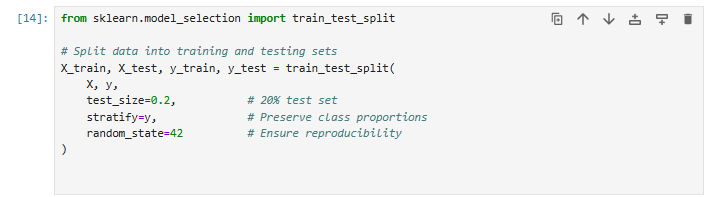 [14]: from sklearn.model_selection import train_test_split
# Split data into training and testing sets
X_train, X_test, y_train, y_test = train_test_split(
    X, y,
    test_size=0.2,          # 20% test set
    stratify=y,             # Preserve class proportions
    random_state=42         # Ensure reproducibility
)